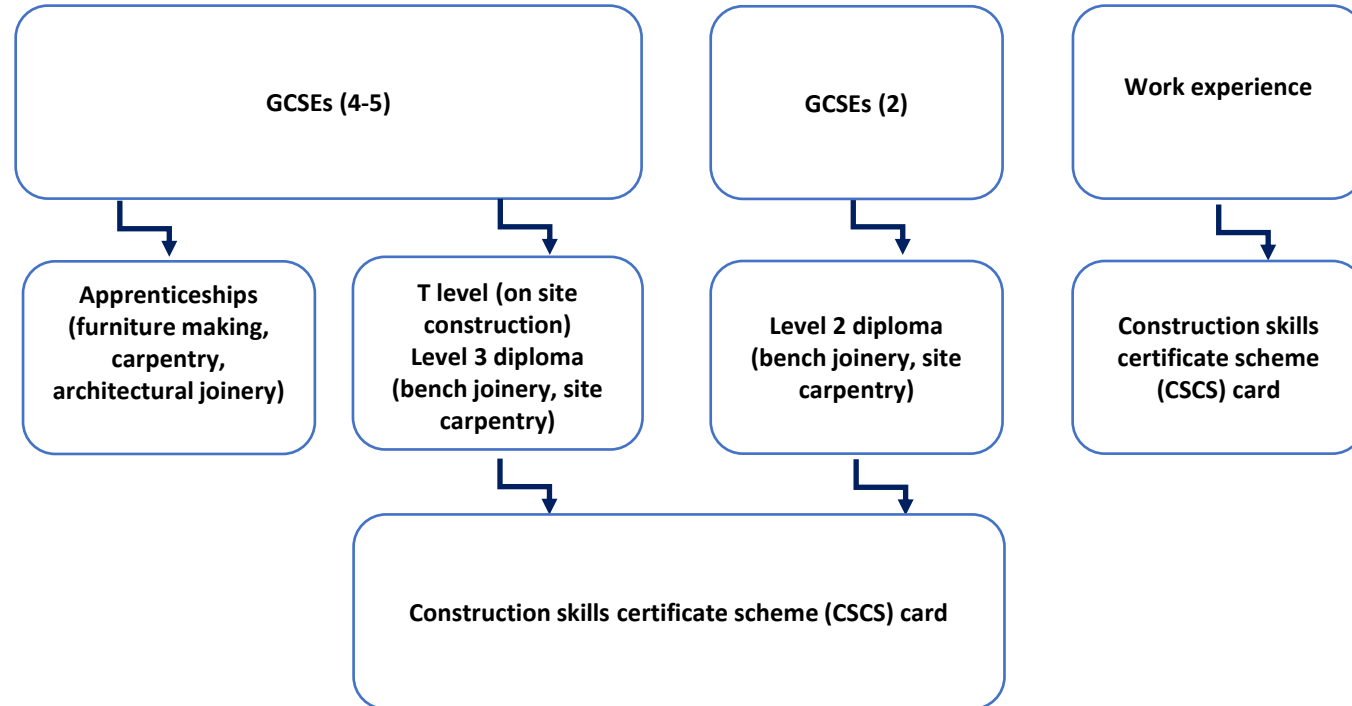 GCSEs (4-5)
GCSEs (2)
Work experience
Apprenticeships
(furniture making,
carpentry,
architectural joinery)
T level (on site
construction)
Level 3 diploma
(bench joinery, site
carpentry)
Level 2 diploma
(bench joinery, site
carpentry)
Construction skills
certificate scheme
(CSCS) card
Construction skills certificate scheme (CSCS) card